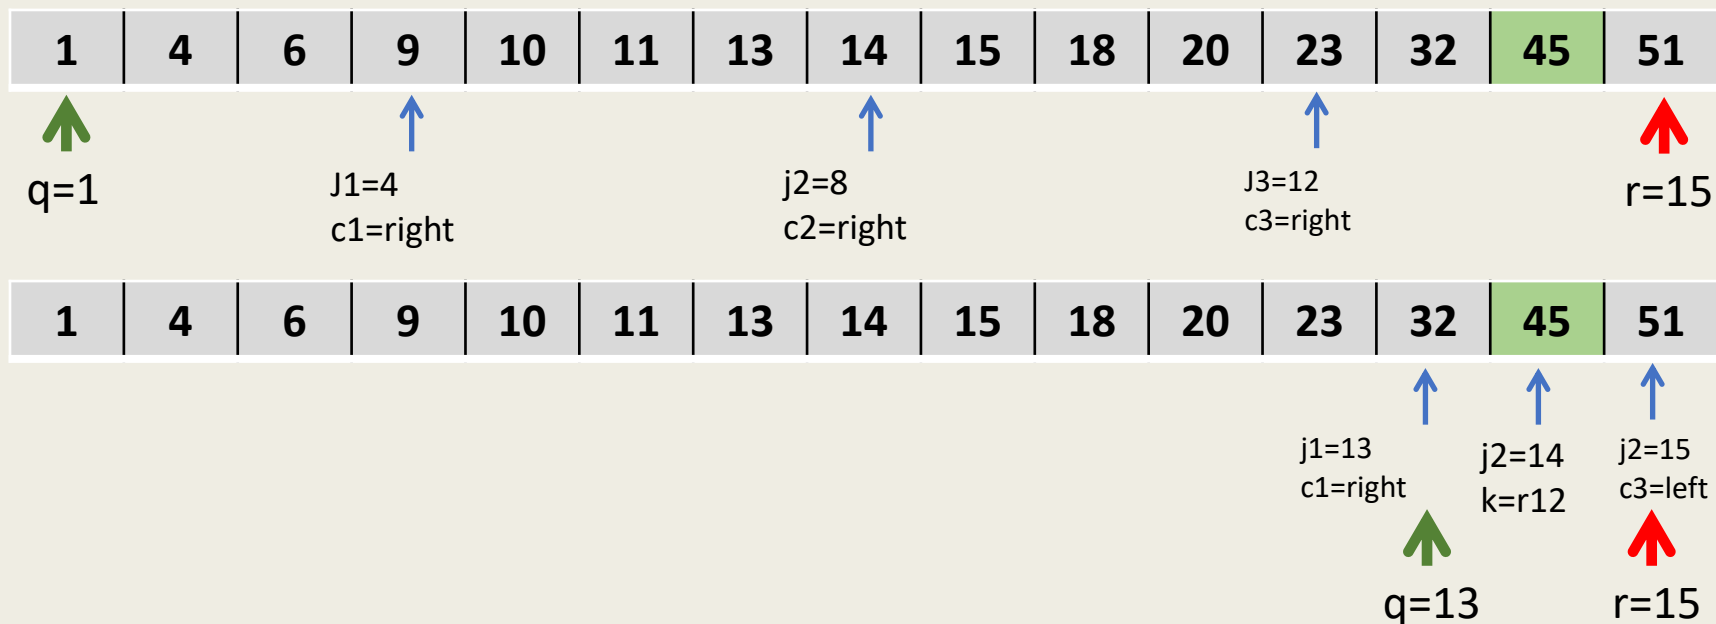 1 4 6 9 10 11 13 14 15 18 20 23 32 45 51
q=1
J1=4
c1=right
j2=8
c2=right
J3=12
c3=right
r=15
1 4 6 9 10 11 13 14 15 18 20 23 32 45 51
j1=13
c1=right
j2=14
k=r12
j2=15
c3=left
q=13
r=15